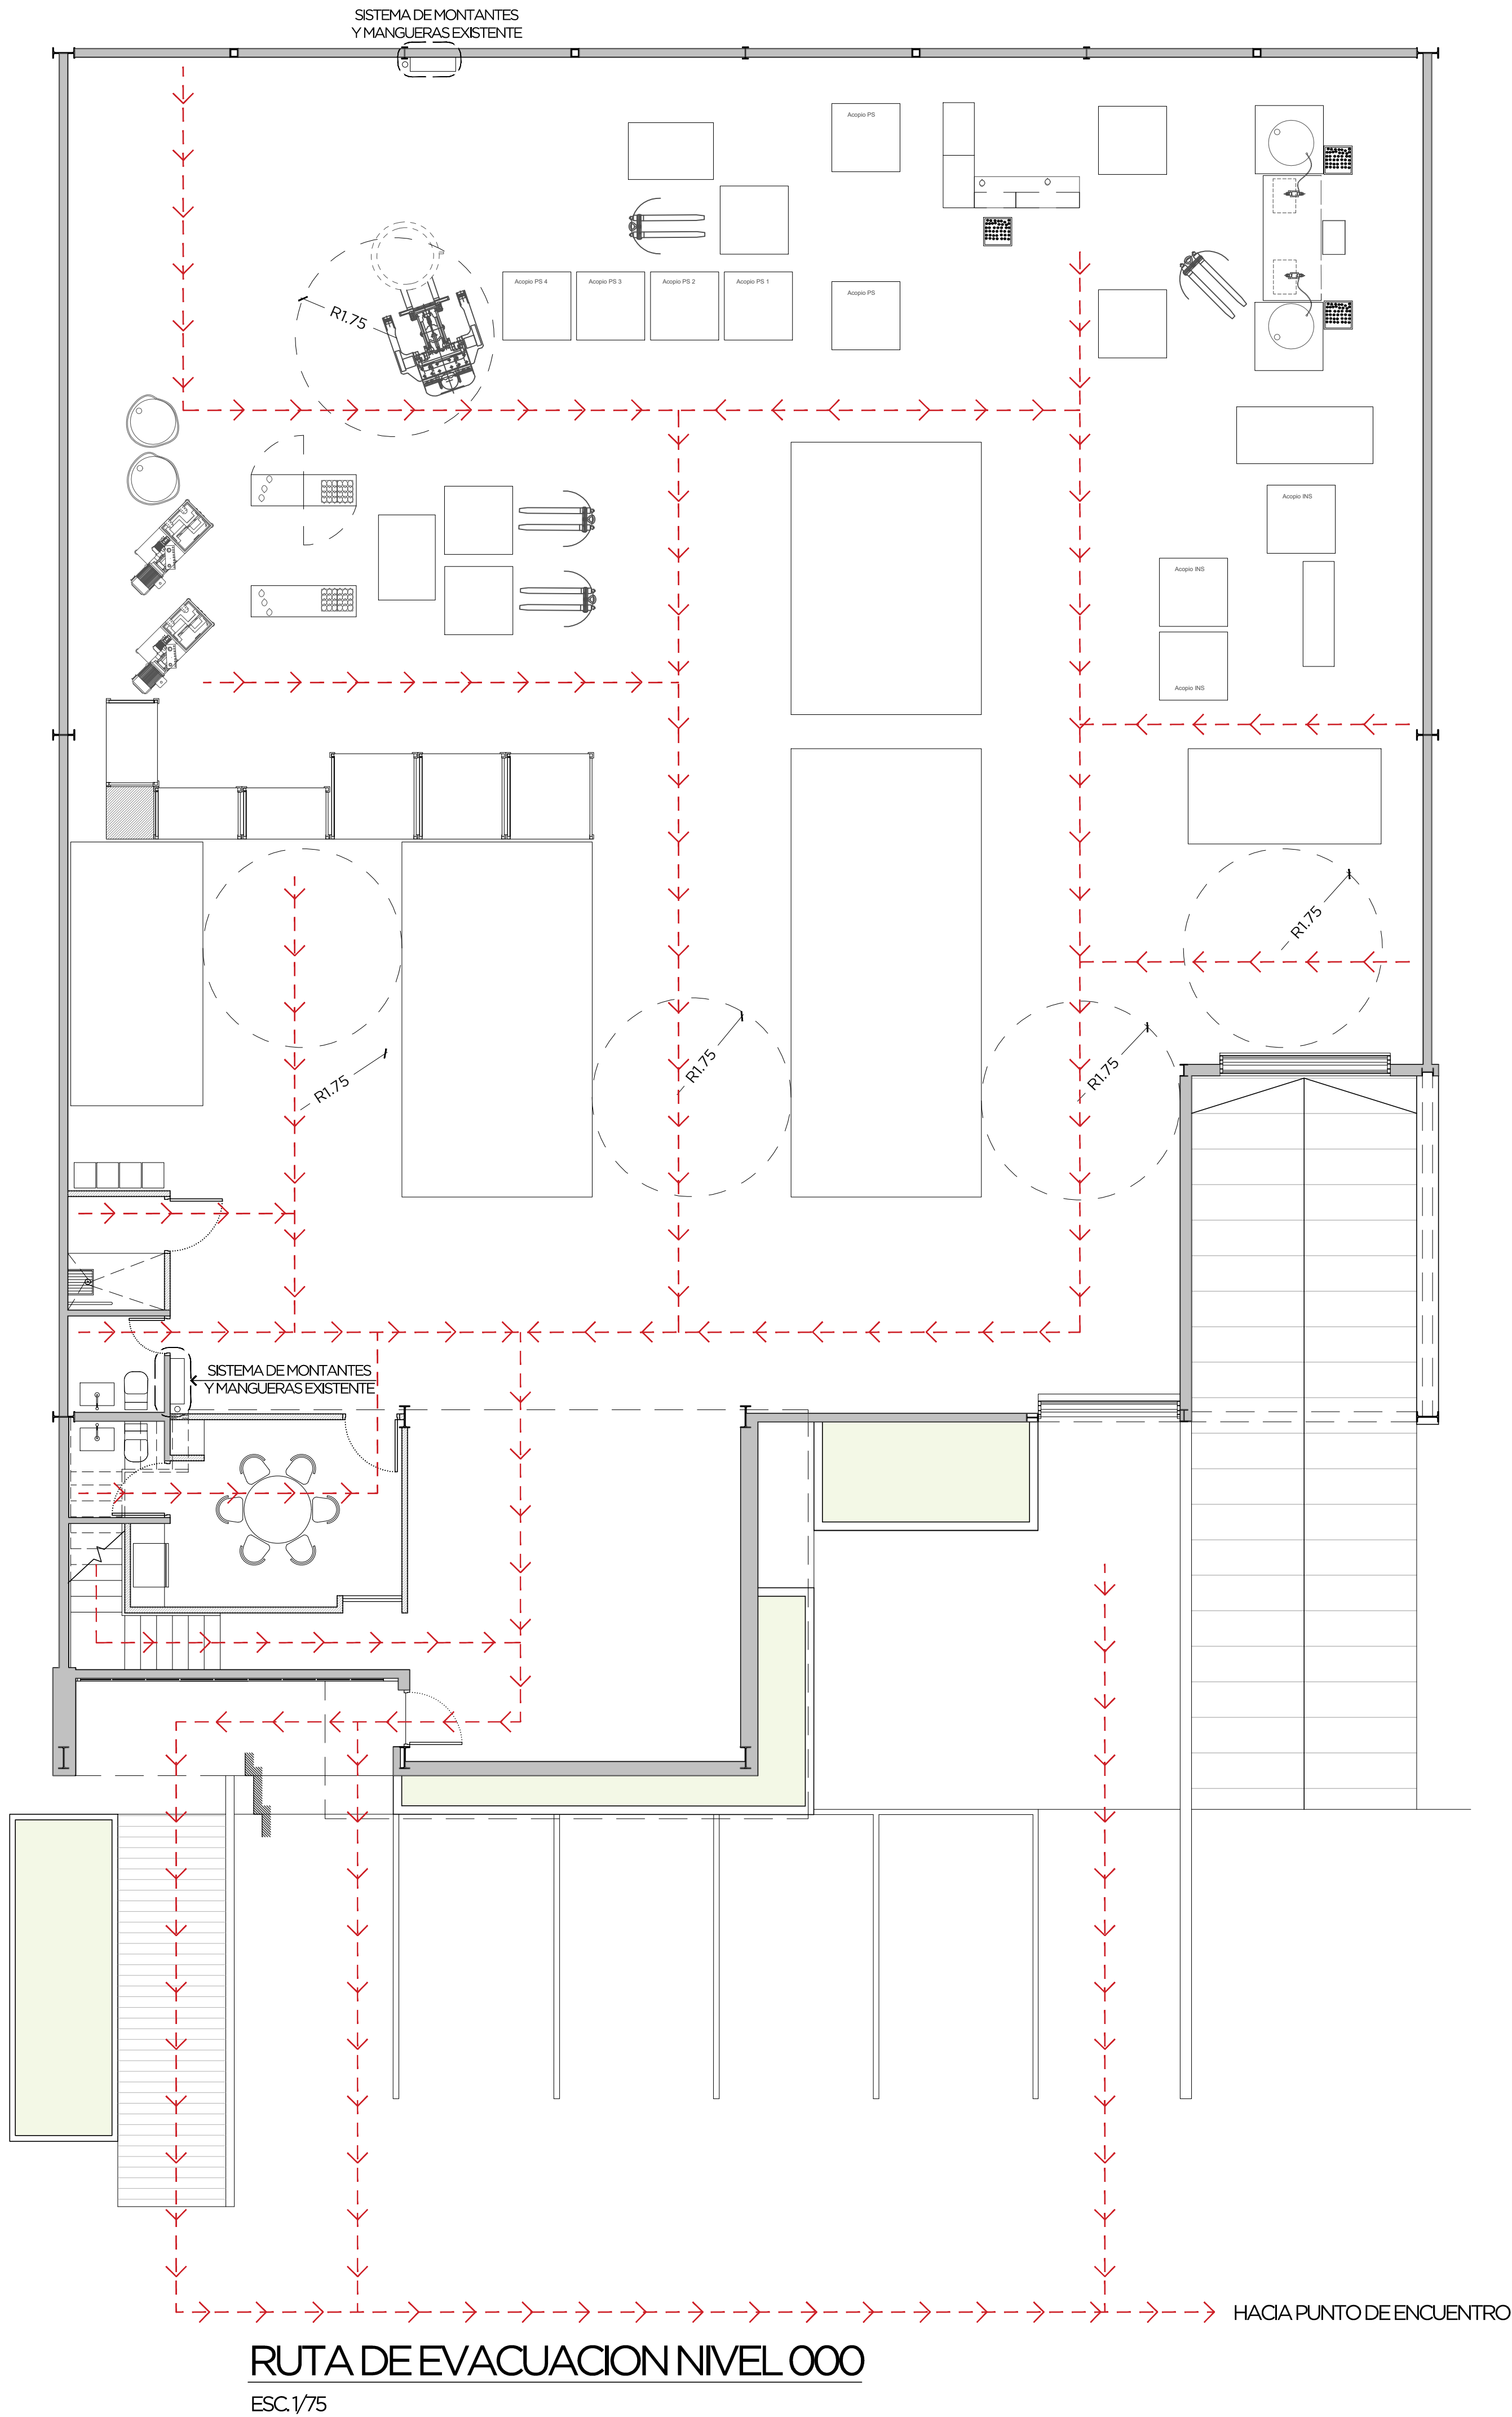 SISTEMA DE MONTANTES
Y MANGUERAS EXISTENTE
Acopio PS
R1.75
Acopio PS 4
Acopio PS 3
Acopio PS 2
Acopio PS 1
Acopio PS
Acopio INS
Acopio INS
Acopio INS
R1.75
R1.75
R1.75
R1.75
SISTEMA DE MONTANTES
Y MANGUERAS EXISTENTE
HACIA PUNTO DE ENCUENTRO
RUTA DE EVACUACION NIVEL 000
ESC. 1/75